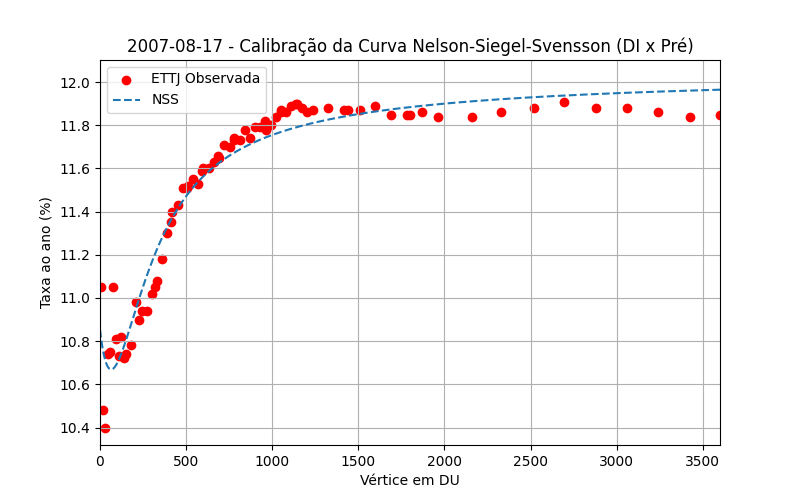 2007-08-17 - Calibração da Curva Nelson-Siegel-Svensson (DI x Pré)
ETTJ Observada
NSS
Taxa ao ano (%)
12.0
11.8
11.6
11.4
11.2
11.0
10.8
10.6
10.4
0 500 1000 1500 2000 2500 3000 3500
Vértice em DU